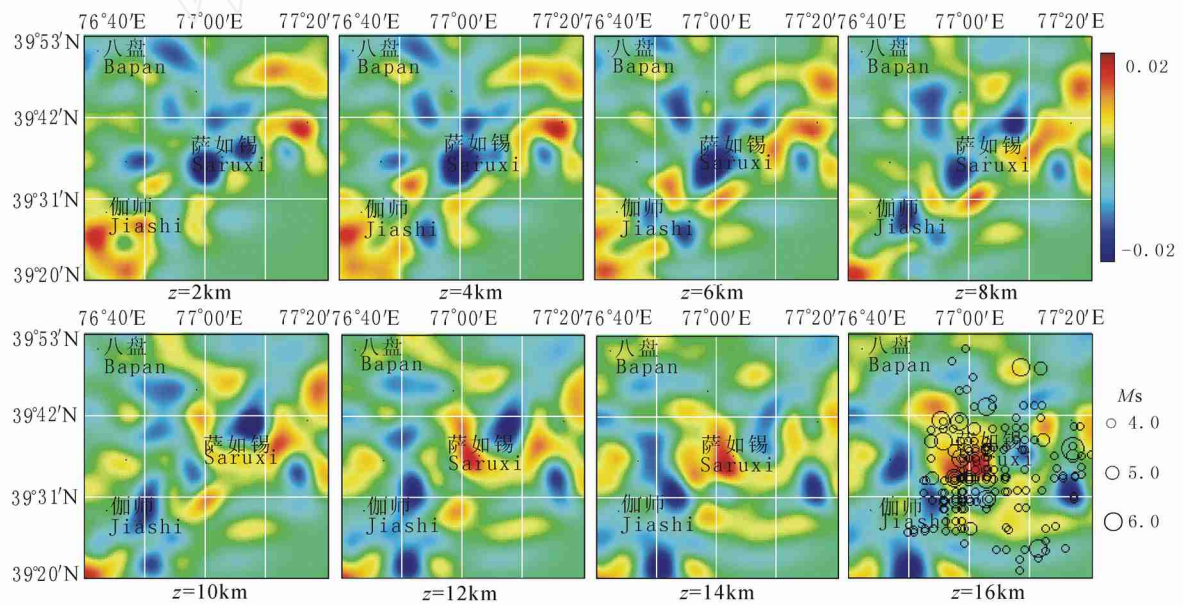 76°40′E 77°00′E 77°20′E 76°40′E 77°00′E 77°20′E 76°40′E 77°00′E 77°20′E 76°40′E 77°00′E 77°20′E
39°53′N
八盘 八盘 八盘 八盘
Bapan Bapan Bapan Bapan
0.02
39°42′N
萨如锡 萨如锡 萨如锡 萨如锡
Saruxi Saruxi Saruxi Saruxi
39°31′N
伽师 伽师 伽师 伽师
Jiashi Jiashi Jiashi Jiashi
-0.02
39°20′N
z=2km z=4km z=6km z=8km
76°40′E 77°00′E 77°20′E 76°40′E 77°00′E 77°20′E 76°40′E 77°00′E 77°20′E 76°40′E 77°00′E 77°20′E
39°53′N
八盘 八盘 八盘 八盘
Bapan Bapan Bapan Bapan
Ms
39°42′N
4.0
萨如锡 萨如锡 萨如锡
Saruxi Saruxi Saruxi
5.0
39°31′N
伽师 伽师 伽师 伽师
6.0
Jiashi Jiashi Jiashi Jiashi
39°20′N
z=10km z=12km z=14km z=16km